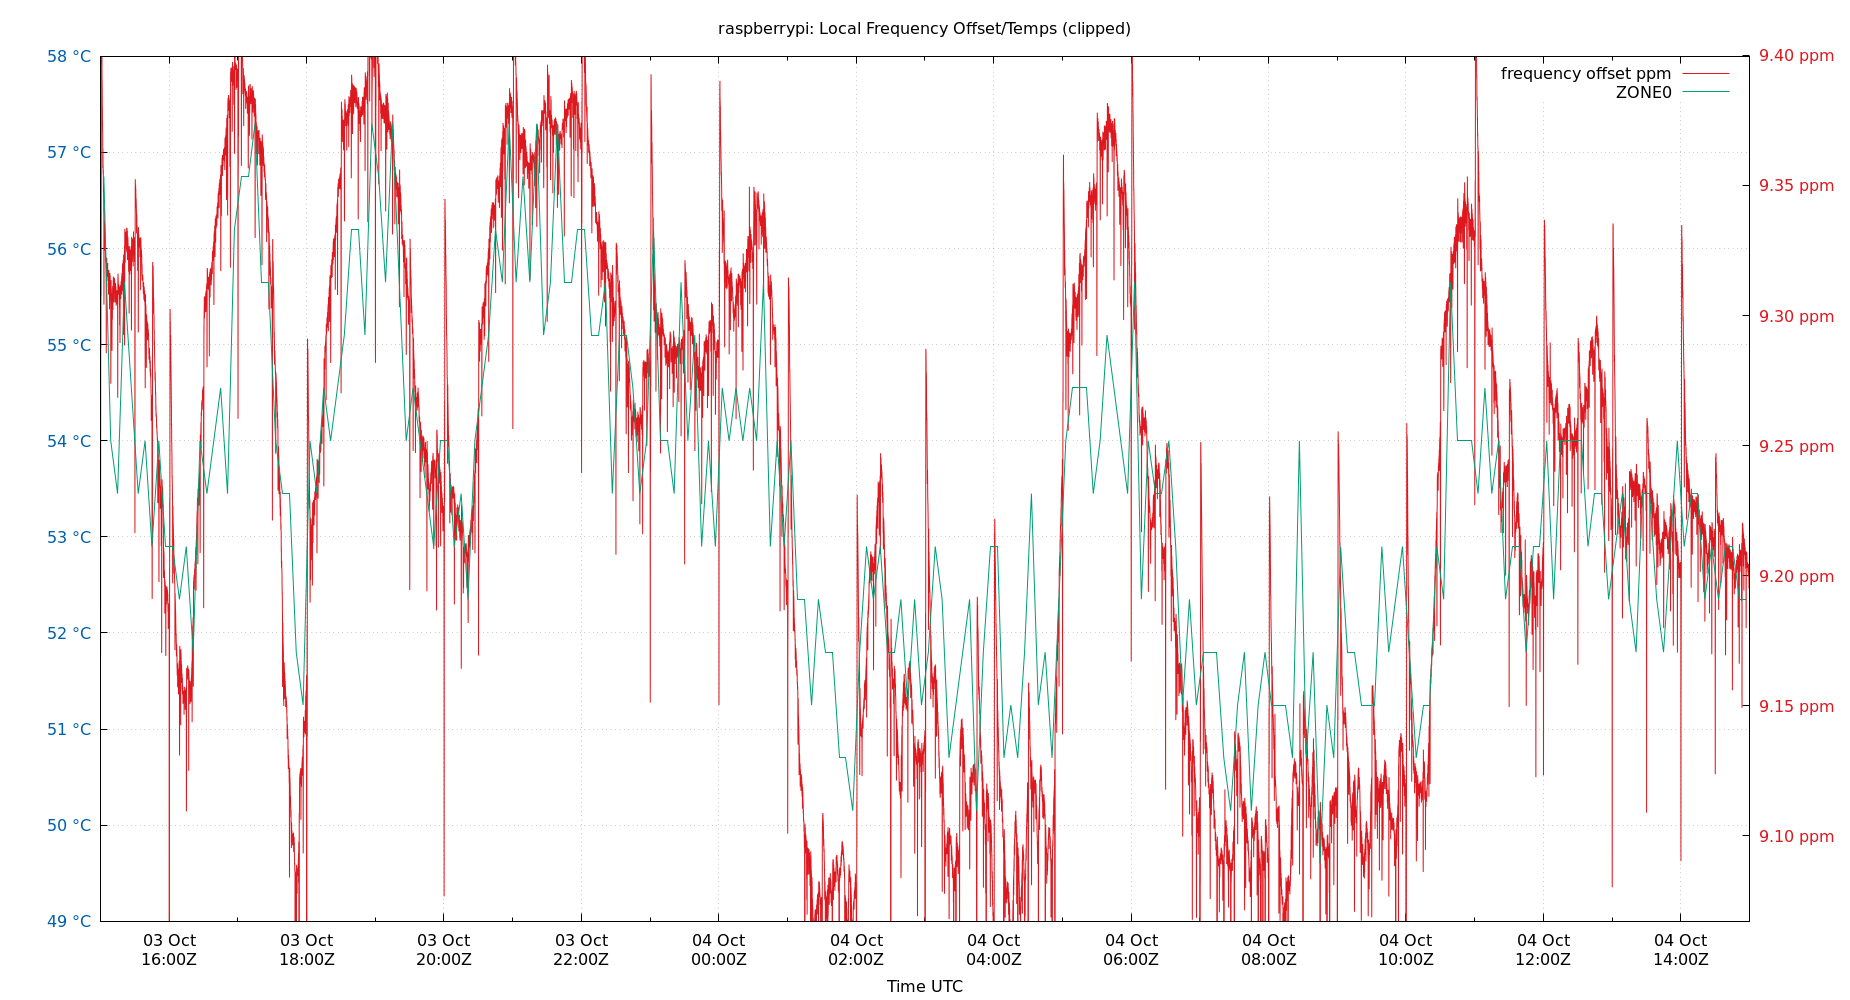 raspberrypi: Local Frequency Offset/Temps (clipped)
58 °C
57 °C
56 °C
55 °C
54 °C
53 °C
52 °C
51 °C
50 °C
49 °C
9.40 ppm
9.35 ppm
9.30 ppm
9.25 ppm
9.20 ppm
9.15 ppm
9.10 ppm
frequency offset ppm
ZONE0
03 Oct
16:00Z
03 Oct
18:00Z
03 Oct
20:00Z
03 Oct
22:00Z
04 Oct
00:00Z
04 Oct
02:00Z
04 Oct
04:00Z
04 Oct
06:00Z
04 Oct
08:00Z
04 Oct
10:00Z
04 Oct
12:00Z
04 Oct
14:00Z
Time UTC